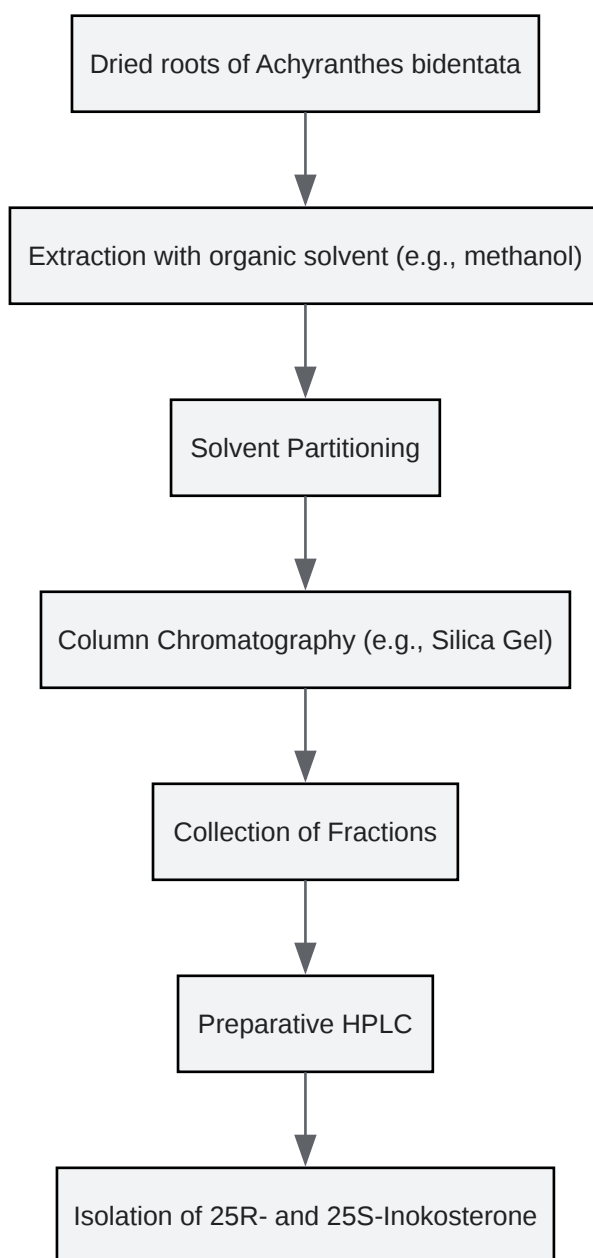 Dried roots of Achyranthes bidentata
Extraction with organic solvent (e.g., methanol)
Solvent Partitioning
Column Chromatography (e.g., Silica Gel)
Collection of Fractions
Preparative HPLC
Isolation of 25R- and 25S-Inokosterone